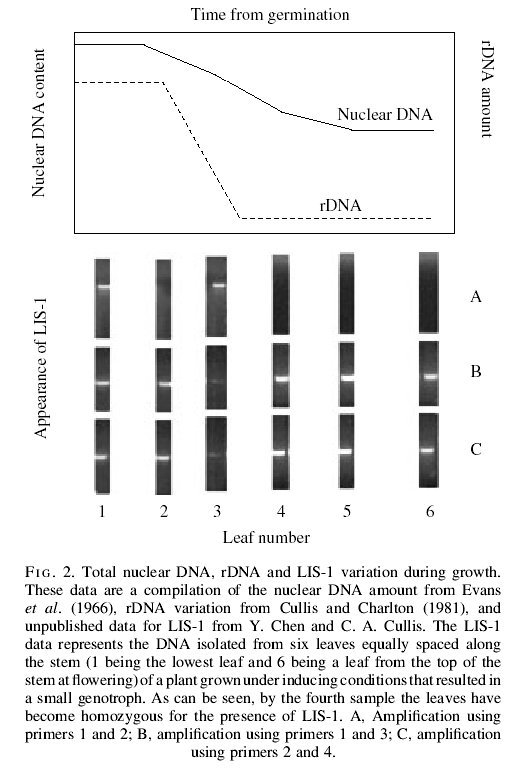 Time from germination
Nuclear DNA content
rDNA amount
Nuclear DNA
rDNA
Appearance of LIS-1
A
B
C
1 2 3 4 5 6
Leaf number
FIG. 2. Total nuclear DNA, rDNA and LIS-1 variation during growth.
These data are a compilation of the nuclear DNA amount from Evans
et al. (1966), rDNA variation from Cullis and Charlton (1981), and
unpublished data for LIS-1 from Y. Chen and C. A. Cullis. The LIS-1
data represents the DNA isolated from six leaves equally spaced along
the stem (1 being the lowest leaf and 6 being a leaf from the top of the
stem at flowering) of a plant grown under inducing conditions that resulted in
a small genotroph. As can be seen, by the fourth sample the leaves have
become homozygous for the presence of LIS-1. A, Amplification using
primers 1 and 2; B, amplification using primers 1 and 3; C, amplification
using primers 2 and 4.